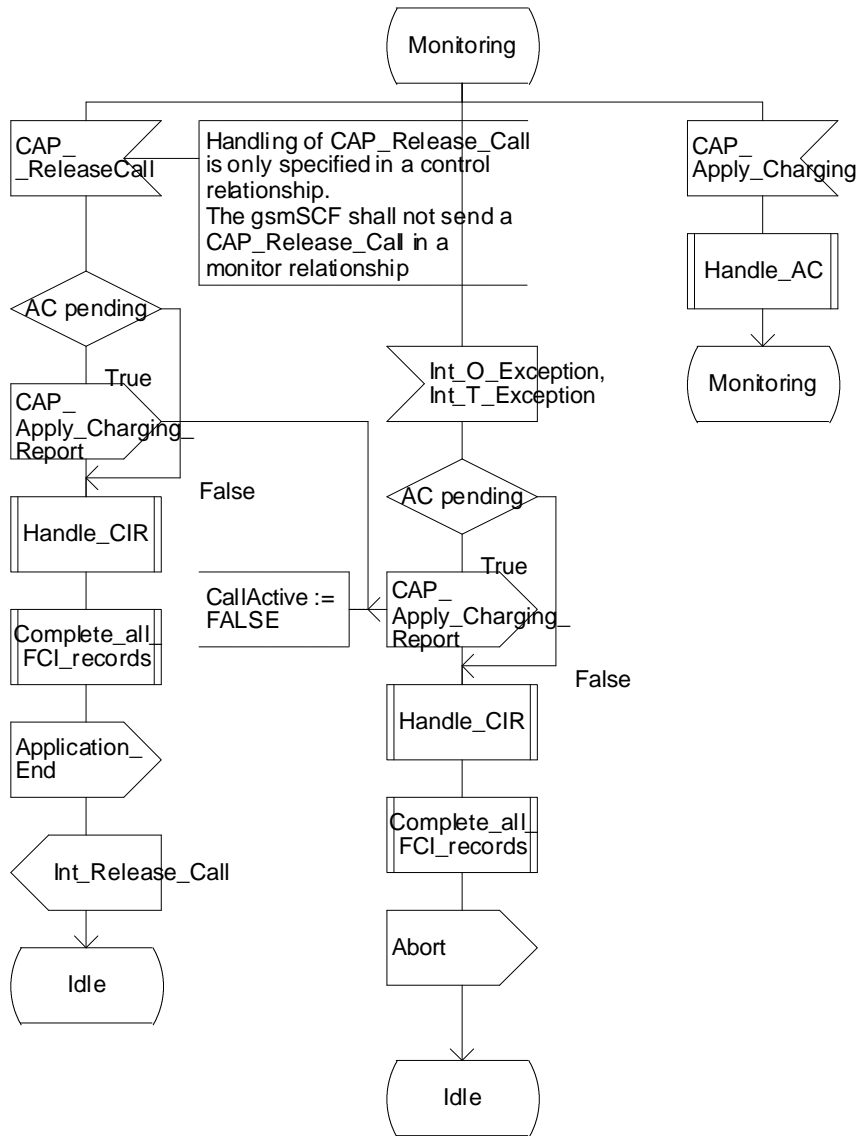 Monitoring
CAP_
_ReleaseCall
Handling of CAP_Release_Call
is only specified in a control
relationship.
The gsmSCF shall not send a
CAP_Release_Call in a
monitor relationship
CAP_
Apply_Charging
Handle_AC
Monitoring
AC pending
True
CAP_
Apply_Charging_
Report
False
Handle_CIR
Complete_all_
FCI_records
Application_
End
Int_Release_Call
Idle
Int_O_Exception,
Int_T_Exception
AC pending
True
CallActive :=
FALSE
CAP_
Apply_Charging_
Report
False
Handle_CIR
Complete_all_
FCI_records
Abort
Idle